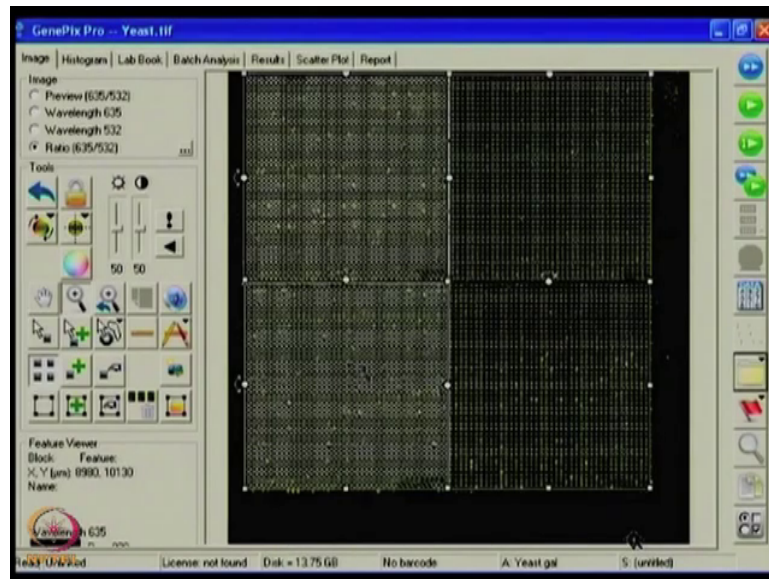 GenePix Pro -- Yeast.tif
Image Histogram Lab Book Batch Analysis Results Scatter Plot Report
Image
Preview (635/532)
Wavelength 635
Wavelength 532
Ratio (635/532)
...
Tools
50 50
Feature Viewer
Block: Feature:
X, Y (µm): 8980, 10130
Name:
Wavelength 635
License: not found Disk = 13.75 GB No barcode A: Yeast.gal S: (untitled)